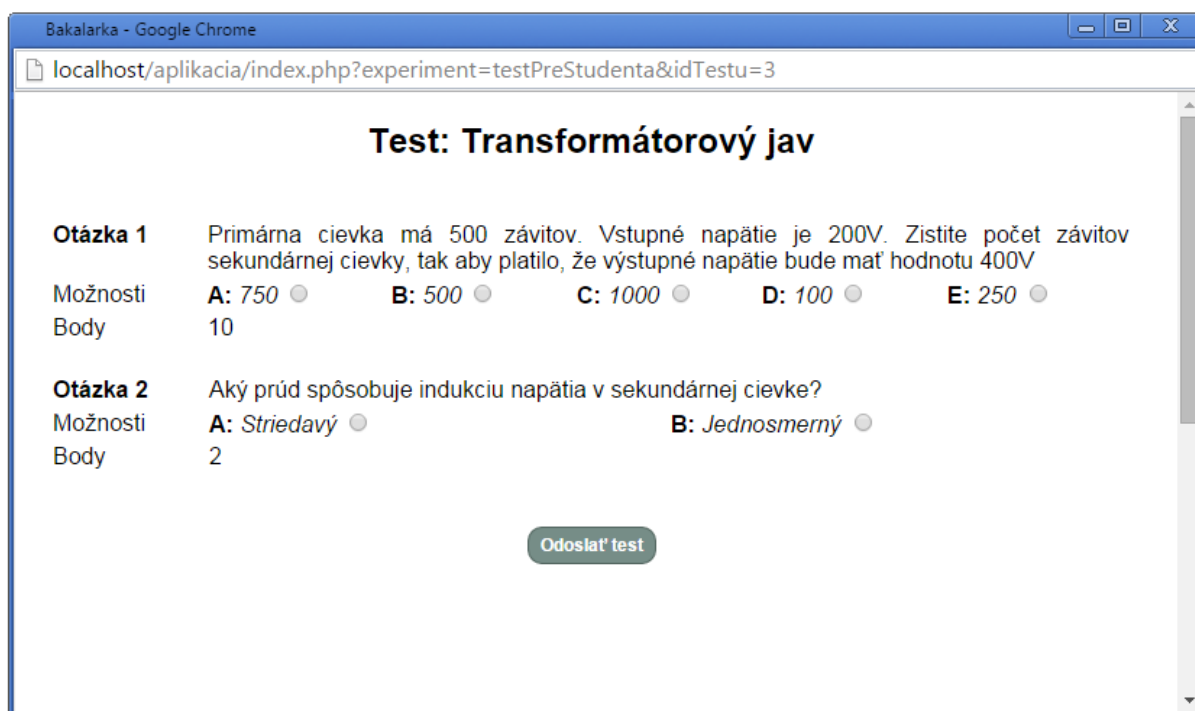 Bakalarka - Google Chrome
localhost/aplikacia/index.php?experiment=testPreStudenta&idTestu=3
Test: Transformátorový jav
Otázka 1 Primárna cievka má 500 závitov. Vstupné napätie je 200V. Zistite počet závitov
sekundárnej cievky, tak aby platilo, že výstupné napätie bude mať hodnotu 400V
Možnosti A: 750 B: 500 C: 1000 D: 100 E: 250
Body 10
Otázka 2 Aký prúd spôsobuje indukciu napätia v sekundárnej cievke?
Možnosti A: Striedavý B: Jednosmerný
Body 2
Odoslať test